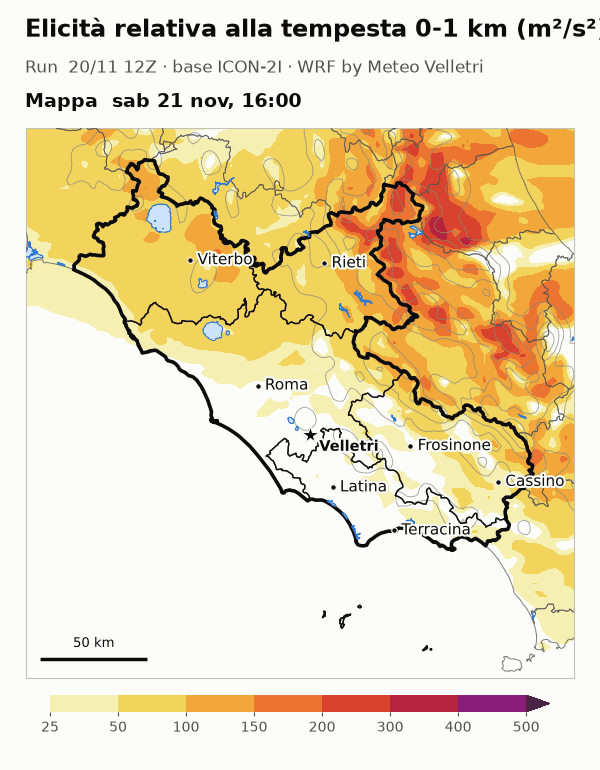 Elicità relativa alla tempesta 0-1 km (m²/s²)
Run 20/11 12Z · base ICON-2I · WRF by Meteo Velletri
Mappa sab 21 nov, 16:00
Viterbo
Rieti
Roma
Velletri
Frosinone
Cassino
Latina
Terracina
50 km
25 50 100 150 200 300 400 500